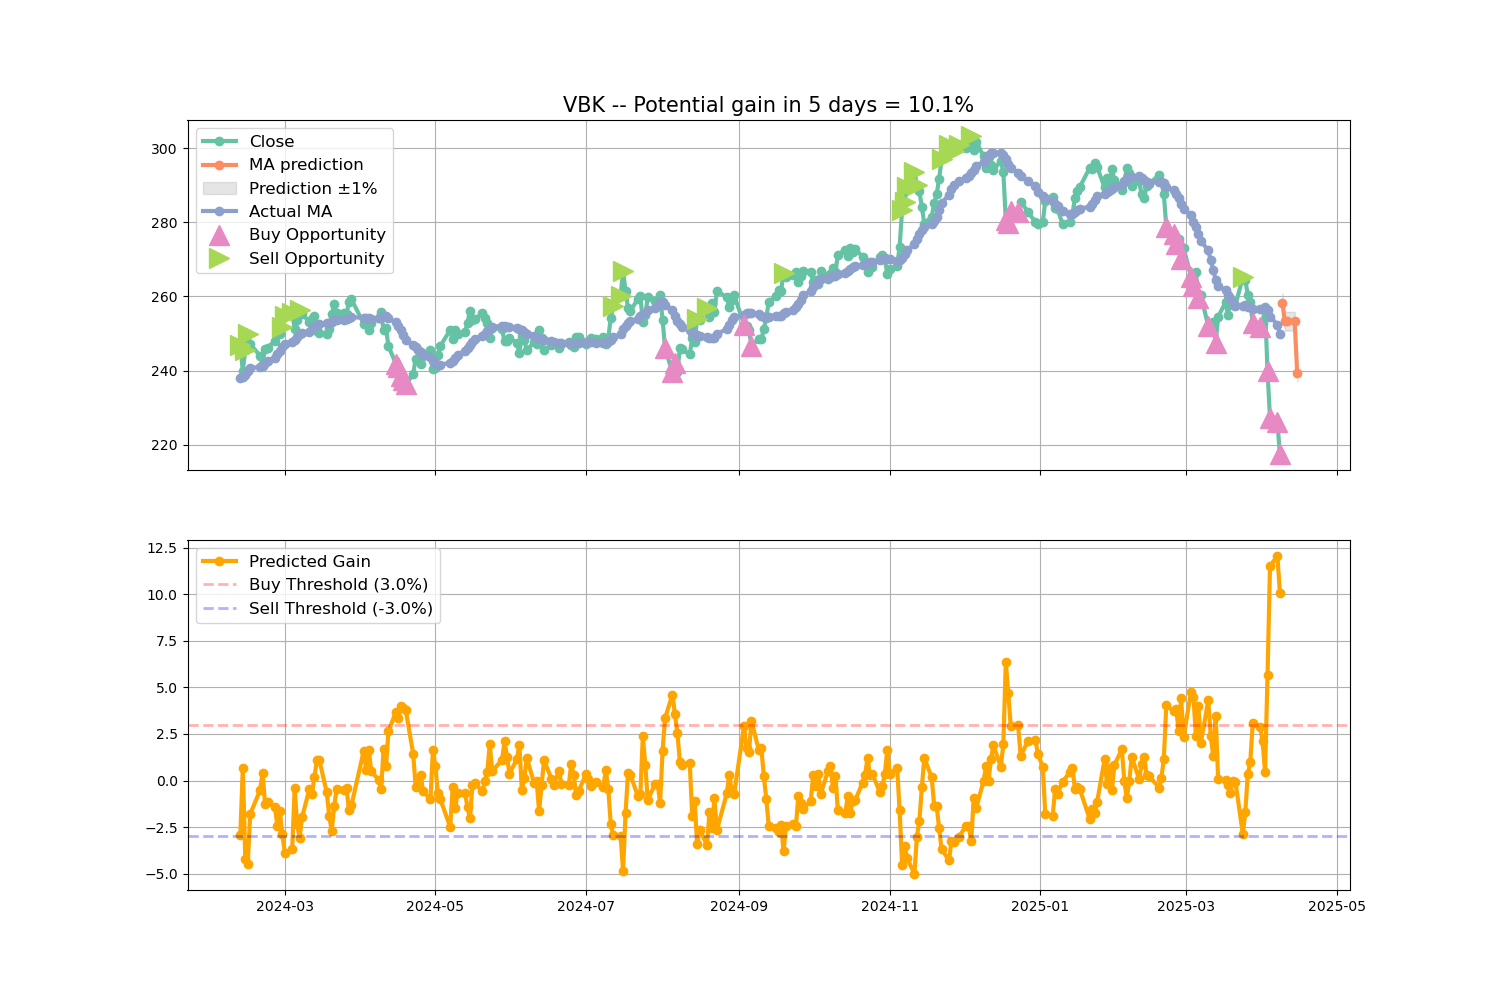 VBK -- Potential gain in 5 days = 10.1%
Close
MA prediction
Prediction ±1%
Actual MA
Buy Opportunity
Sell Opportunity
300
280
260
240
220
Predicted Gain
Buy Threshold (3.0%)
Sell Threshold (-3.0%)
12.5
10.0
7.5
5.0
2.5
0.0
−2.5
−5.0
2024-03 2024-05 2024-07 2024-09 2024-11 2025-01 2025-03 2025-05